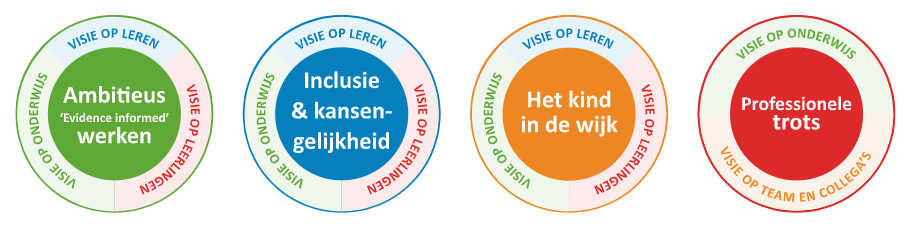 VISIE OP LEREN
VISIE OP ONDERWIJS
VISIE OP LEERLINGEN
Ambitieus
'Evidence informed'
werken
VISIE OP LEREN
VISIE OP ONDERWIJS
VISIE OP LEERLINGEN
Inclusie
& kansen-
gelijkheid
VISIE OP LEREN
VISIE OP ONDERWIJS
VISIE OP LEERLINGEN
Het kind
in de wijk
VISIE OP ONDERWIJS
Professionele
trots
VISIE OP TEAM EN COLLEGA'S